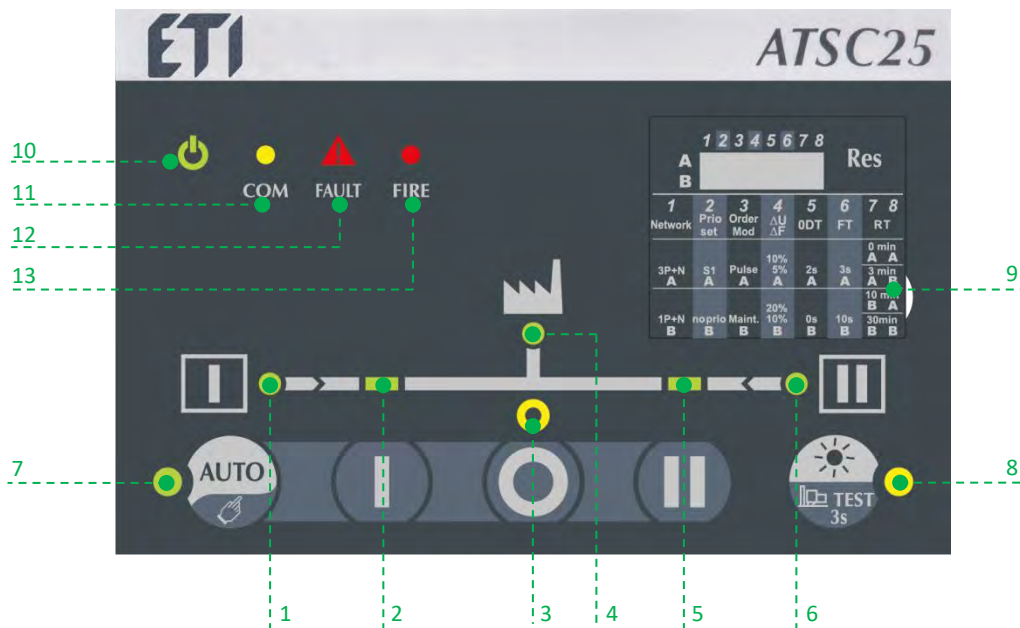 ETI ATSC25
10
11
12
13
COM FAULT FIRE
1 2 3 4 5 6 7 8
A
B
Res
1 2 3 4 5 6 7 8
Network Prio set Order Mod ΔU ΔF 0DT FT RT
3P+N A S1 A Pulse A 10% 5% A 2s A 3s A 0 min A A
3 min A B
1P+N B noprio B Maint. B 20% 10% B 0s B 10s B 10 min B A
30min B B
9
I II
7
AUTO I O II TEST 3s
8
1 2 3 4 5 6